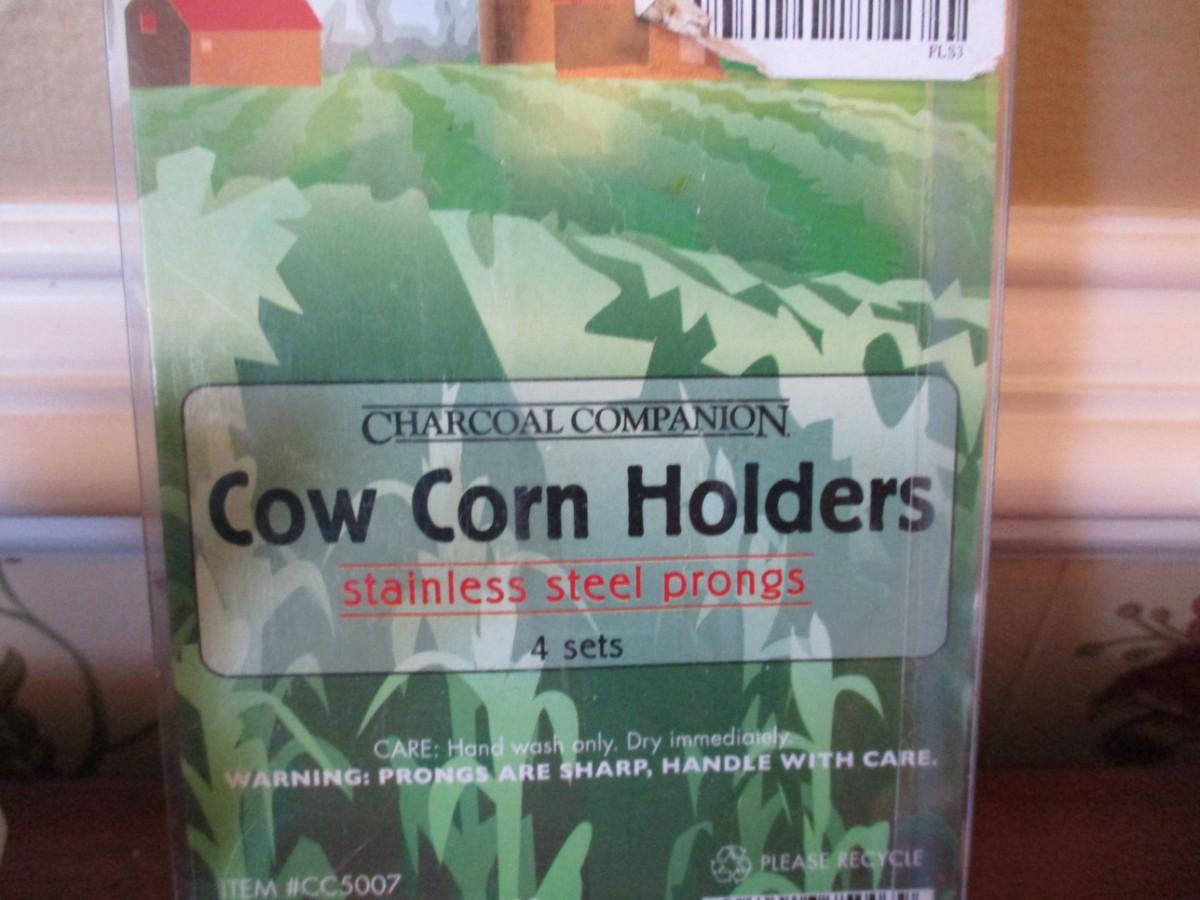 FLS3
CHARCOAL COMPANION
Cow Corn Holders
stainless steel prongs
4 sets
CARE: Hand wash only. Dry immediately.
WARNING: PRONGS ARE SHARP, HANDLE WITH CARE.
PLEASE RECYCLE
ITEM #CC5007